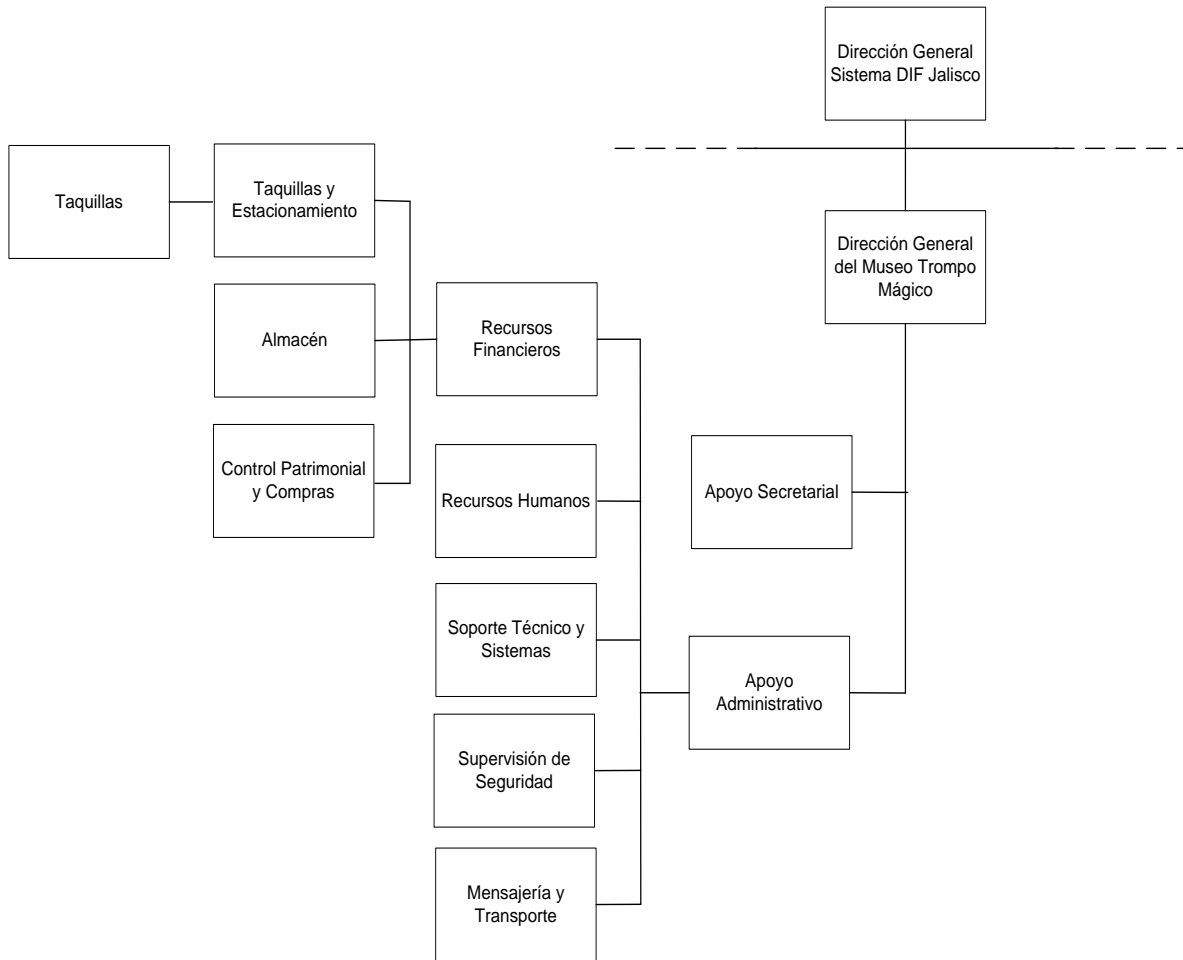 Dirección General
Sistema DIF Jalisco
Taquillas
Taquillas y
Estacionamiento
Dirección General
del Museo Trompo
Mágico
Almacén
Recursos
Financieros
Control Patrimonial
y Compras
Recursos Humanos
Apoyo Secretarial
Soporte Técnico y
Sistemas
Apoyo
Administrativo
Supervisión de
Seguridad
Mensajería y
Transporte